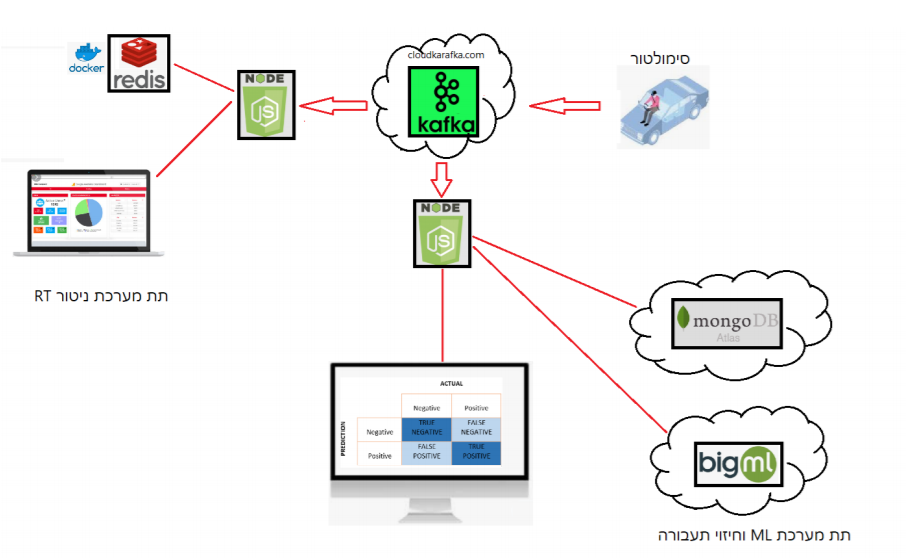 docker
redis
NODE
JS
cloudkarafka.com
kafka
סימולטור
תת מערכת ניטור RT
NODE
JS
mongoDB
Atlas
ACTUAL
Negative
Positive
PREDICTION
Negative
TRUE NEGATIVE
FALSE NEGATIVE
Positive
FALSE POSITIVE
TRUE POSITIVE
bigml
תת מערכת ML וחיזוי תעבורה